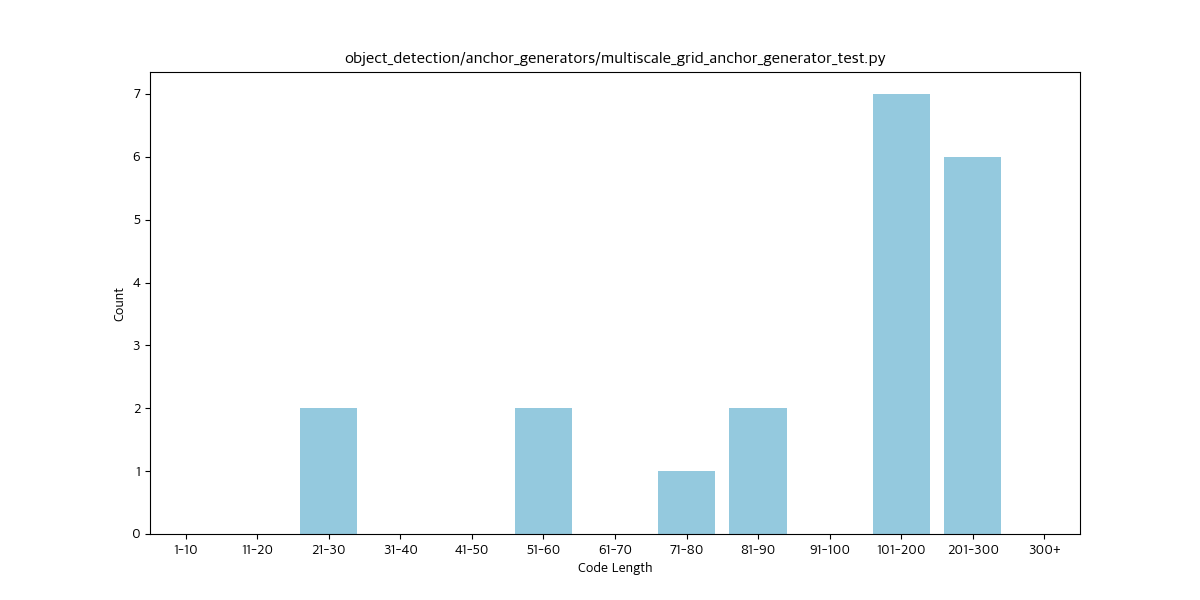 object_detection/anchor_generators/multiscale_grid_anchor_generator_test.py
7
6
5
4
3
2
1
0
Count
1-10 11-20 21-30 31-40 41-50 51-60 61-70 71-80 81-90 91-100 101-200 201-300 300+
Code Length